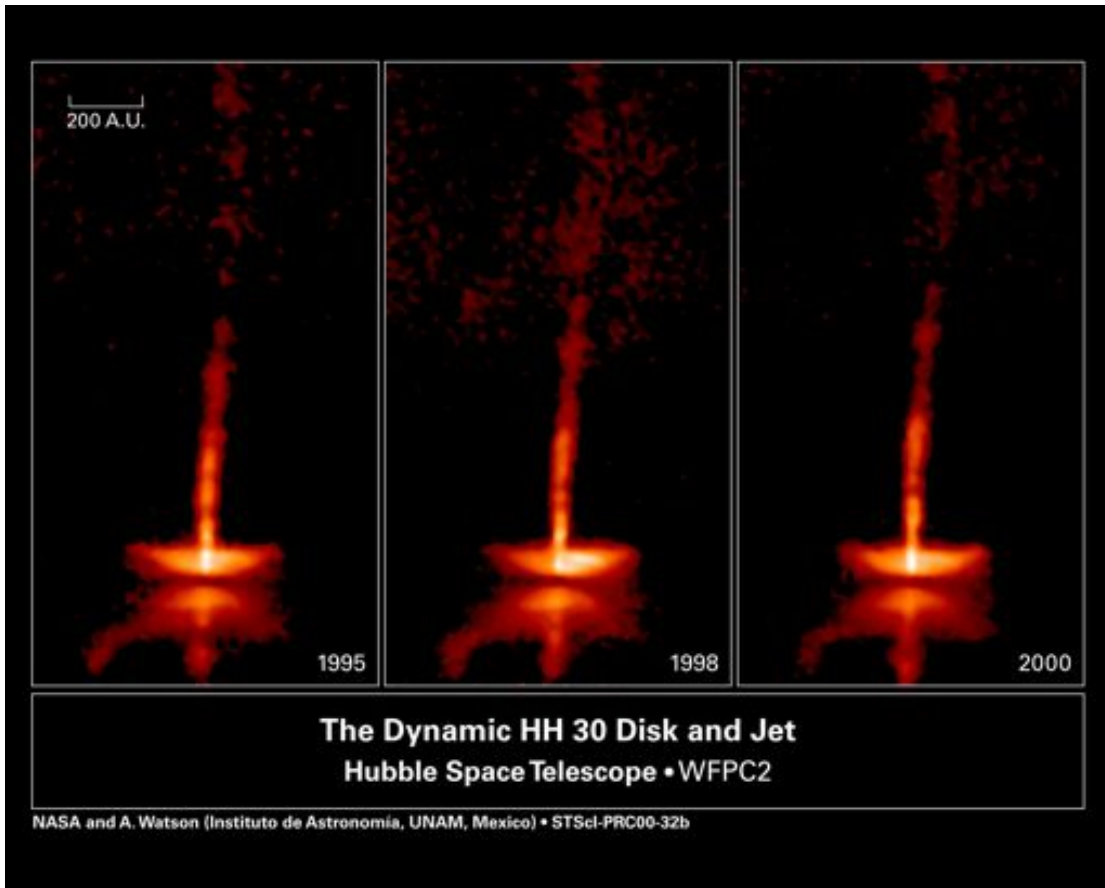 200 A.U.
1995
1998
2000
The Dynamic HH 30 Disk and Jet
Hubble Space Telescope • WFPC2
NASA and A. Watson (Instituto de Astronomía, UNAM, Mexico) • STScI-PRC00-32b